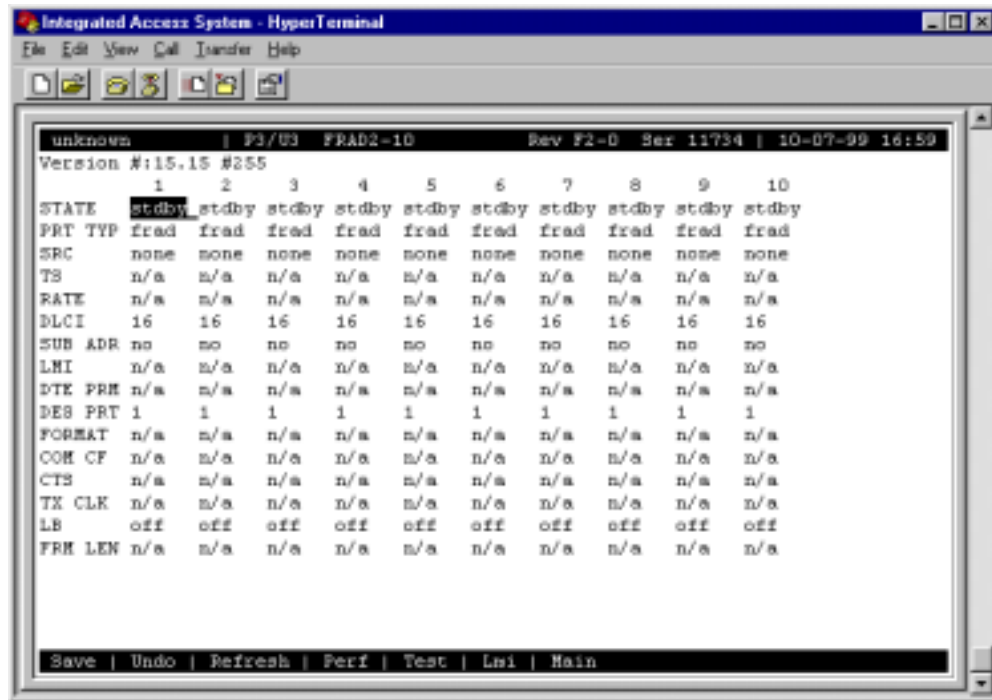 Integrated Access System - HyperTerminal
File Edit View Call Transfer Help
unknown | P3/U3 FRAD2-10 Rev F2-0 Ser 11734 | 10-07-99 16:59
Version #:15.15 #255
1 2 3 4 5 6 7 8 9 10
STATE stdby stdby stdby stdby stdby stdby stdby stdby stdby stdby
PRT TYP frad frad frad frad frad frad frad frad frad frad
SRC none none none none none none none none none none
TS n/a n/a n/a n/a n/a n/a n/a n/a n/a n/a
RATE n/a n/a n/a n/a n/a n/a n/a n/a n/a n/a
DLCI 16 16 16 16 16 16 16 16 16 16
SUB ADR no no no no no no no no no no
LMI n/a n/a n/a n/a n/a n/a n/a n/a n/a n/a
DTE PRM n/a n/a n/a n/a n/a n/a n/a n/a n/a n/a
DES PRT 1 1 1 1 1 1 1 1 1 1
FORMAT n/a n/a n/a n/a n/a n/a n/a n/a n/a n/a
COM CF n/a n/a n/a n/a n/a n/a n/a n/a n/a n/a
CTS n/a n/a n/a n/a n/a n/a n/a n/a n/a n/a
TX CLK n/a n/a n/a n/a n/a n/a n/a n/a n/a n/a
LB off off off off off off off off off off
FRM LEN n/a n/a n/a n/a n/a n/a n/a n/a n/a n/a
Save | Undo | Refresh | Perf | Test | Lmi | Main